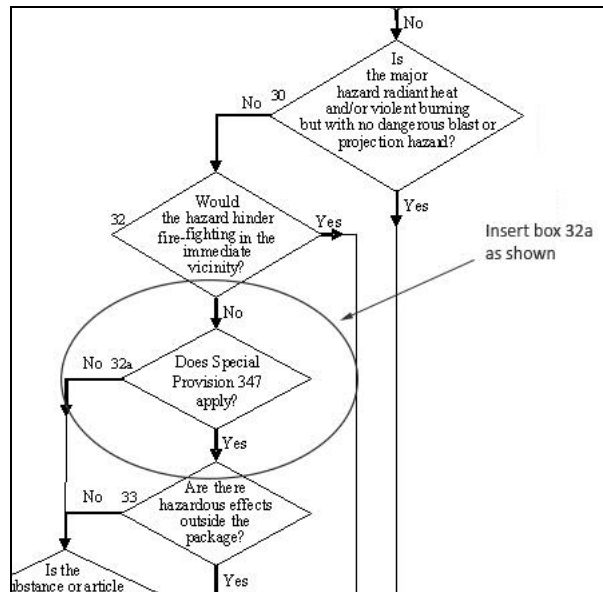 No
Is
the major
hazard radiant heat
and/or violent burning
but with no dangerous blast or
projection hazard?
No 30
Yes
Would
the hazard hinder
fire-fighting in the
immediate
vicinity?
32
Yes
Insert box 32a
as shown
No
Does Special
Provision 347
apply?
No 32a
Yes
Are there
hazardous effects
outside the
package?
No 33
Yes
Is the
substance or article